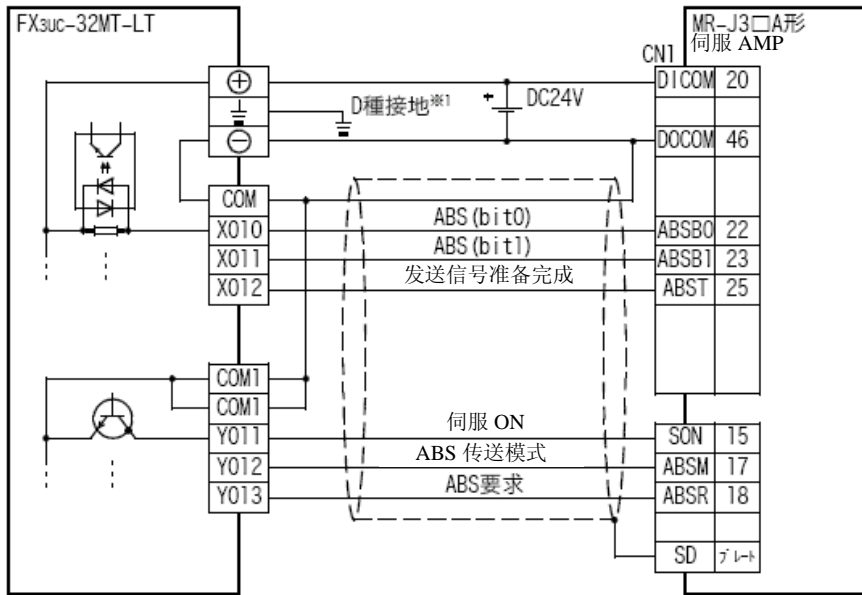 FX3UC-32MT-LT
MR-J3□A形
伺服 AMP
CN1
⊕
DICOM 20
D種接地※1
+
DC24V
⊖
DOCOM 46
COM
X010
ABS(bit0)
ABSB0 22
X011
ABS(bit1)
ABSB1 23
X012
发送信号准备完成
ABST 25
COM1
COM1
Y011
伺服 ON
SON 15
Y012
ABS 传送模式
ABSM 17
Y013
ABS要求
ABSR 18
SD プレート